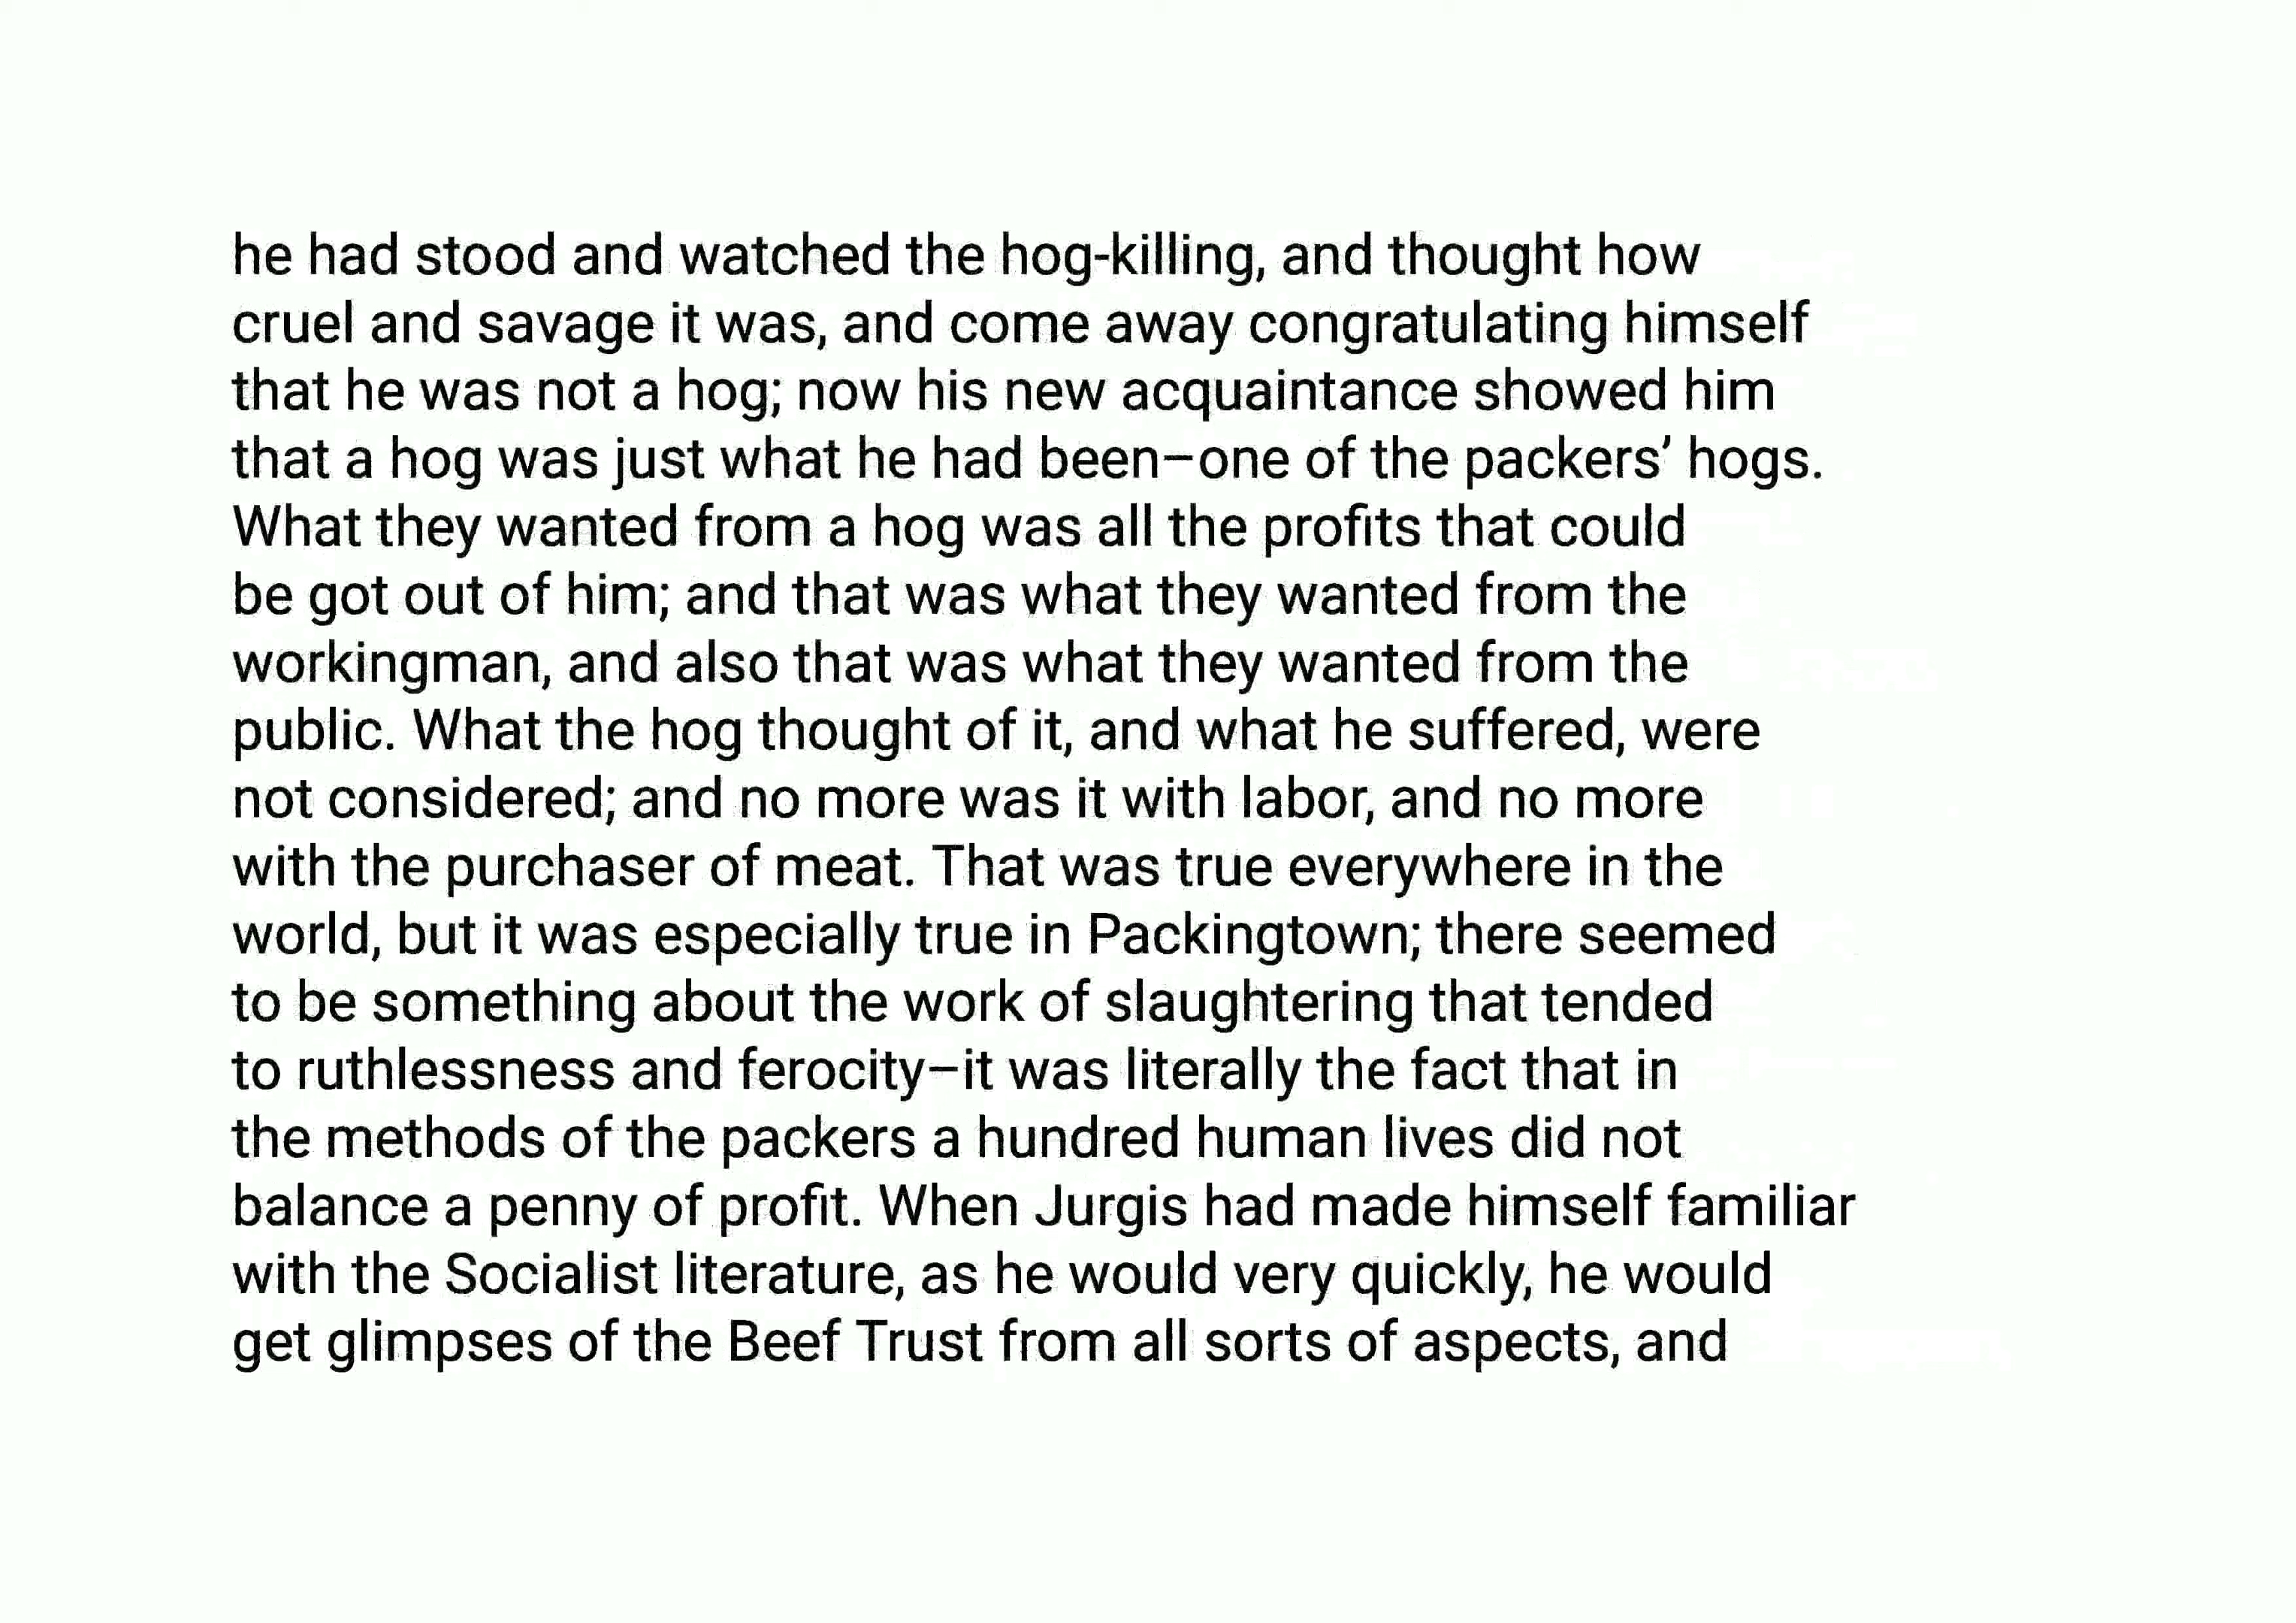 he had stood and watched the hog-killing, and thought how
cruel and savage it was, and come away congratulating himself
that he was not a hog; now his new acquaintance showed him
that a hog was just what he had been–one of the packers’ hogs.
What they wanted from a hog was all the profits that could
be got out of him; and that was what they wanted from the
workingman, and also that was what they wanted from the
public. What the hog thought of it, and what he suffered, were
not considered; and no more was it with labor, and no more
with the purchaser of meat. That was true everywhere in the
world, but it was especially true in Packingtown; there seemed
to be something about the work of slaughtering that tended
to ruthlessness and ferocity–it was literally the fact that in
the methods of the packers a hundred human lives did not
balance a penny of profit. When Jurgis had made himself familiar
with the Socialist literature, as he would very quickly, he would
get glimpses of the Beef Trust from all sorts of aspects, and